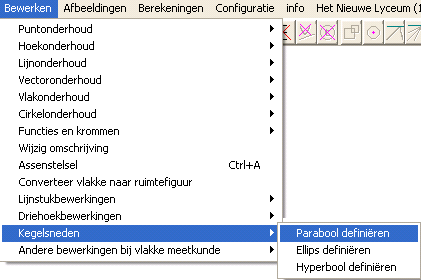 Bewerken Afbeeldingen Berekeningen Configuratie info Het Nieuwe Lyceum (1
Puntonderhoud
Hoekonderhoud
Lijnonderhoud
Vectoronderhoud
Vlakonderhoud
Cirkelonderhoud
Functies en krommen
Wijzig omschrijving
Assenstelsel Ctrl+A
Converteer vlakke naar ruimtefiguur
Lijnstukbewerkingen
Driehoekbewerkingen
Kegelsneden
Andere bewerkingen bij vlakke meetkunde
Parabool definiëren
Ellips definiëren
Hyperbool definiëren